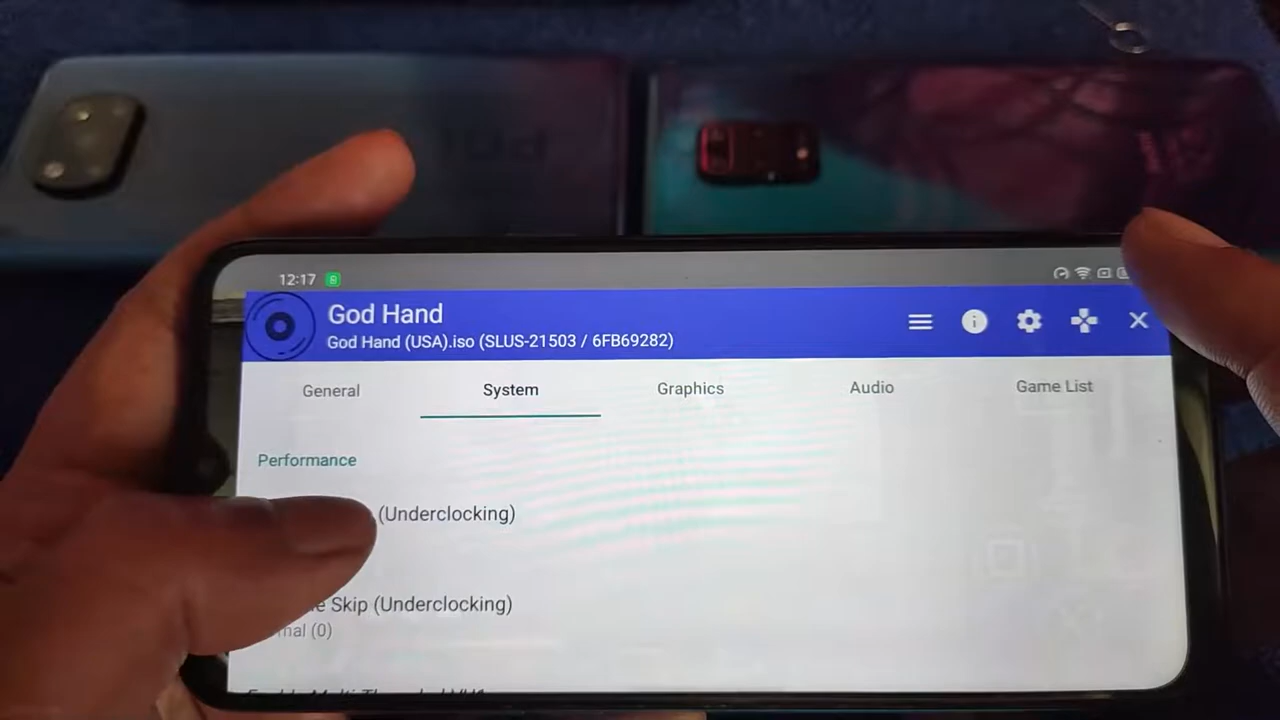 12:17
God Hand
God Hand (USA).iso (SLUS-21503 / 6FB69282)
General System Graphics Audio Game List
Performance
(Underclocking)
Skip (Underclocking)
(0)